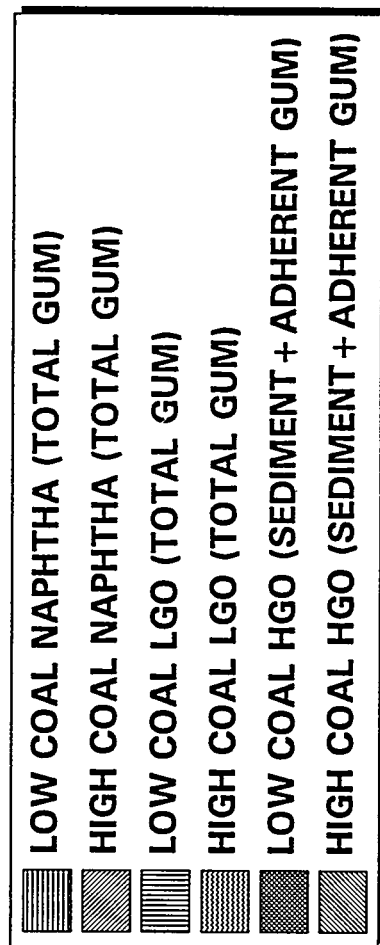 LOW COAL NAPHTHA (TOTAL GUM)
HIGH COAL NAPHTHA (TOTAL GUM)
LOW COAL LGO (TOTAL GUM)
HIGH COAL LGO (TOTAL GUM)
LOW COAL HGO (SEDIMENT + ADHERENT GUM)
HIGH COAL HGO (SEDIMENT + ADHERENT GUM)